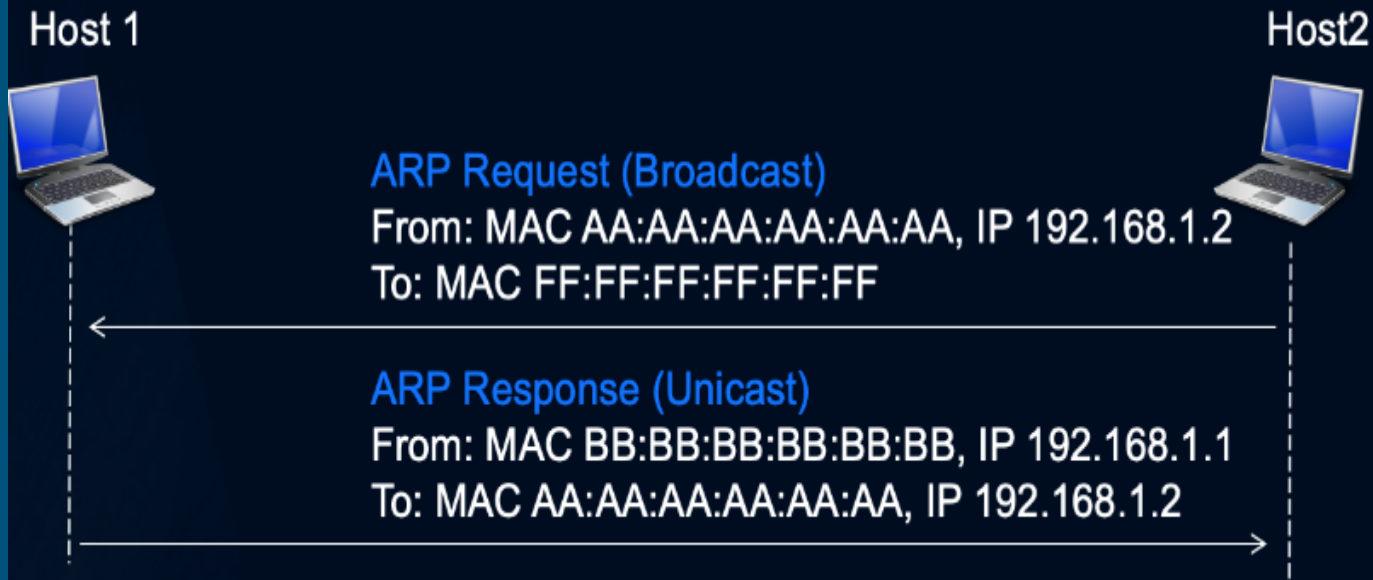 Host 1
Host2
ARP Request (Broadcast)
From: MAC AA:AA:AA:AA:AA:AA, IP 192.168.1.2
To: MAC FF:FF:FF:FF:FF:FF
ARP Response (Unicast)
From: MAC BB:BB:BB:BB:BB:BB, IP 192.168.1.1
To: MAC AA:AA:AA:AA:AA:AA, IP 192.168.1.2